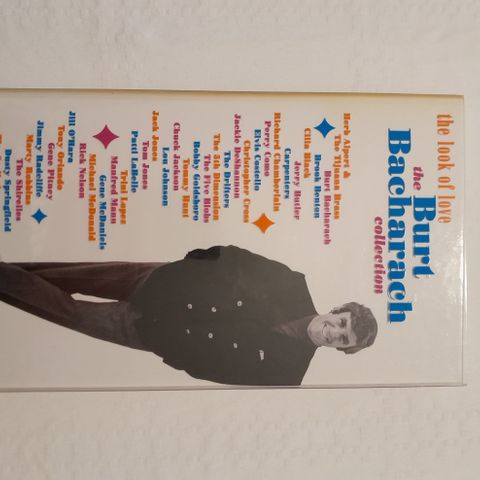 the look of love
the
Burt
Bacharach
collection
Herb Alpert &
The Tijuana Brass
Burt Bacharach
Brook Benton
Cilla Black
Jerry Butler
Carpenters
Richard Chamberlain
Perry Como
Elvis Costello
Christopher Cross
Jackie DeShannon
The Drifters
The 5th Dimension
The Five Blobs
Bobby Goldsboro
Tommy Hunt
Chuck Jackson
Lou Johnson
Jack Jones
Tom Jones
Patti LaBelle
Trini Lopez
Manfred Mann
Gene McDaniels
Michael McDonald
Rick Nelson
Jill O'Hara
Tony Orlando
Gene Pitney
Jimmy Radcliffe
Marty Robbins
The Shirelles
Dusty Springfield